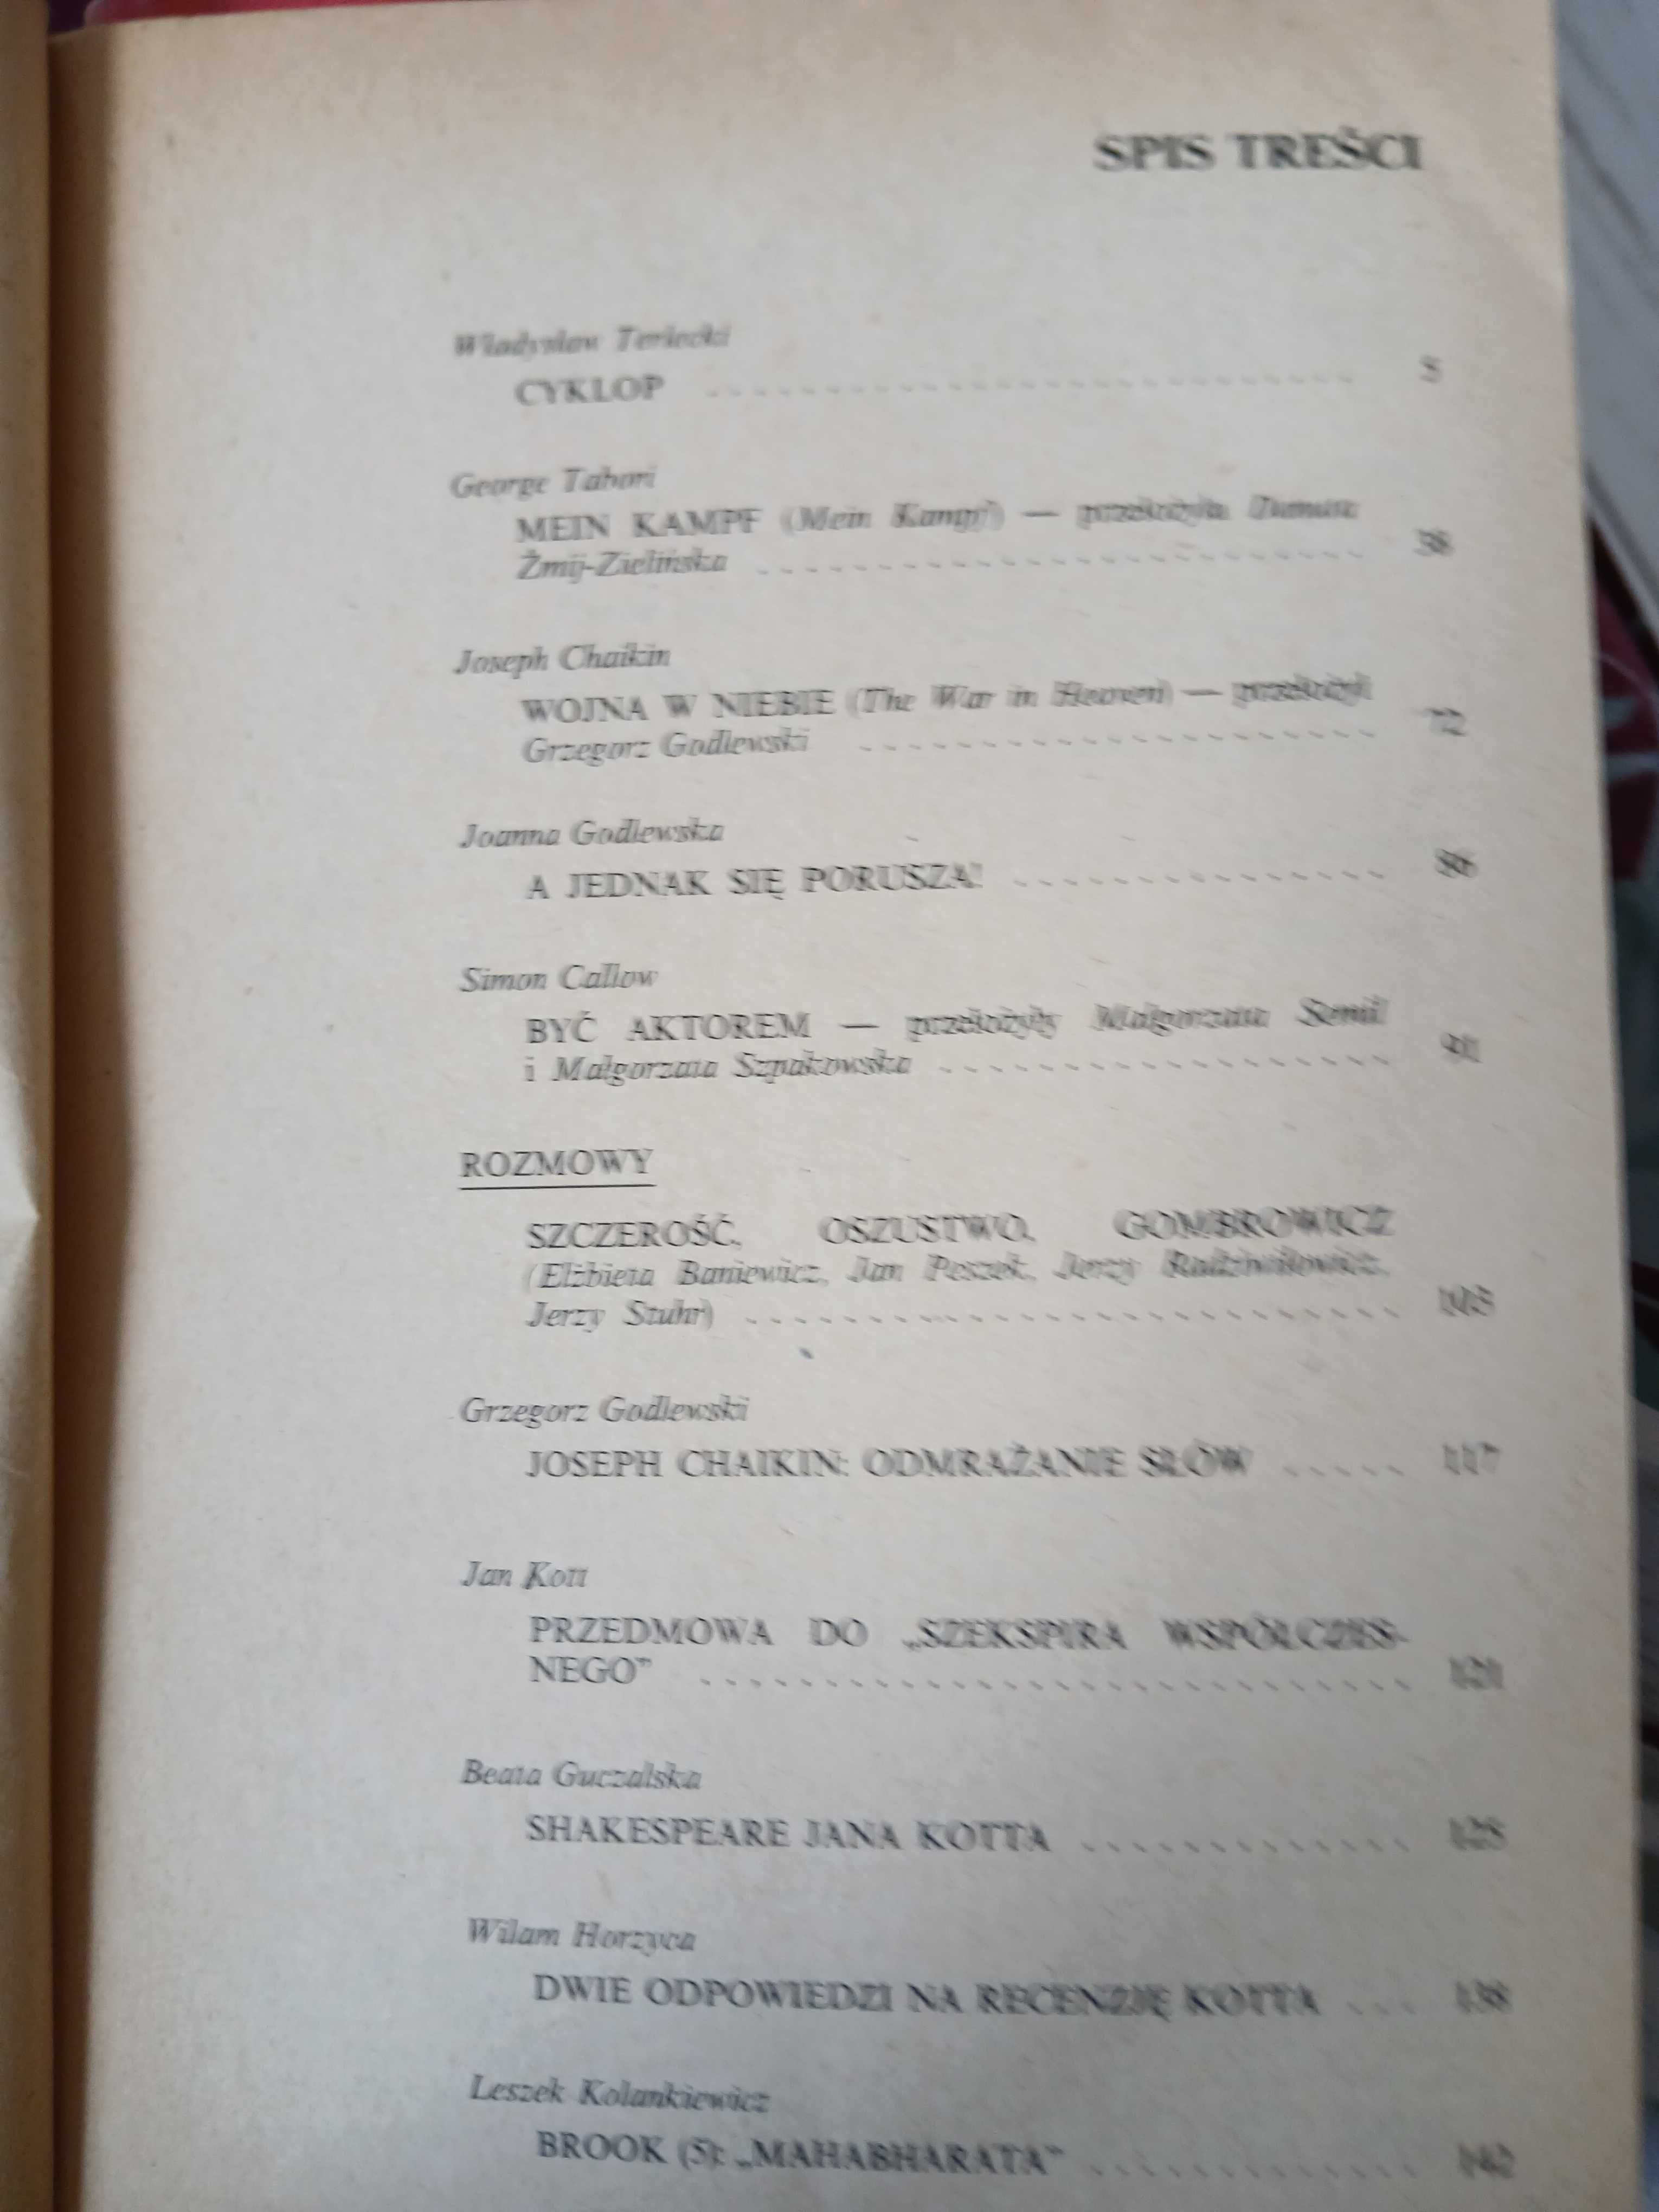 SPIS TREŚCI
Władysław Terlecki
CYKLOP . . . . . . . . . . . . . . . . . . . . . . . . . . 5
George Tabori
MEIN KAMPF (Mein Kampf) — przełożyła Danuta
Żmij-Zielińska . . . . . . . . . . . . . . . . . . . . . . . . 38
Joseph Chaikin
WOJNA W NIEBIE (The War in Heaven) — przełożył
Grzegorz Godlewski . . . . . . . . . . . . . . . . . . . . 72
Joanna Godlewska
A JEDNAK SIĘ PORUSZA! . . . . . . . . . . . . . . 86
Simon Callow
BYĆ AKTOREM — przełożyły Małgorzata Semil
i Małgorzata Szpakowska . . . . . . . . . . . . . . . . .
ROZMOWY
SZCZEROŚĆ, OSZUSTWO, GOMBROWICZ
(Elżbieta Baniewicz, Jan Peszek, Jerzy Radziwiłowicz,
Jerzy Stuhr) . . . . . . . . . . . . . . . . . . . . . . . . . . 105
Grzegorz Godlewski
JOSEPH CHAIKIN: ODMRAŻANIE SŁÓW . . . . . 117
Jan Kott
PRZEDMOWA DO „SZEKSPIRA WSPÓŁCZES-
NEGO” . . . . . . . . . . . . . . . . . . . . . . . . . . . . 121
Beata Guczalska
SHAKESPEARE JANA KOTTA . . . . . . . . . . . . . 125
Wilam Horzyca
DWIE ODPOWIEDZI NA RECENZJĘ KOTTA . . . 138
Leszek Kolankiewicz
BROOK (5): „MAHABHARATA” . . . . . . . . . . . . . 142